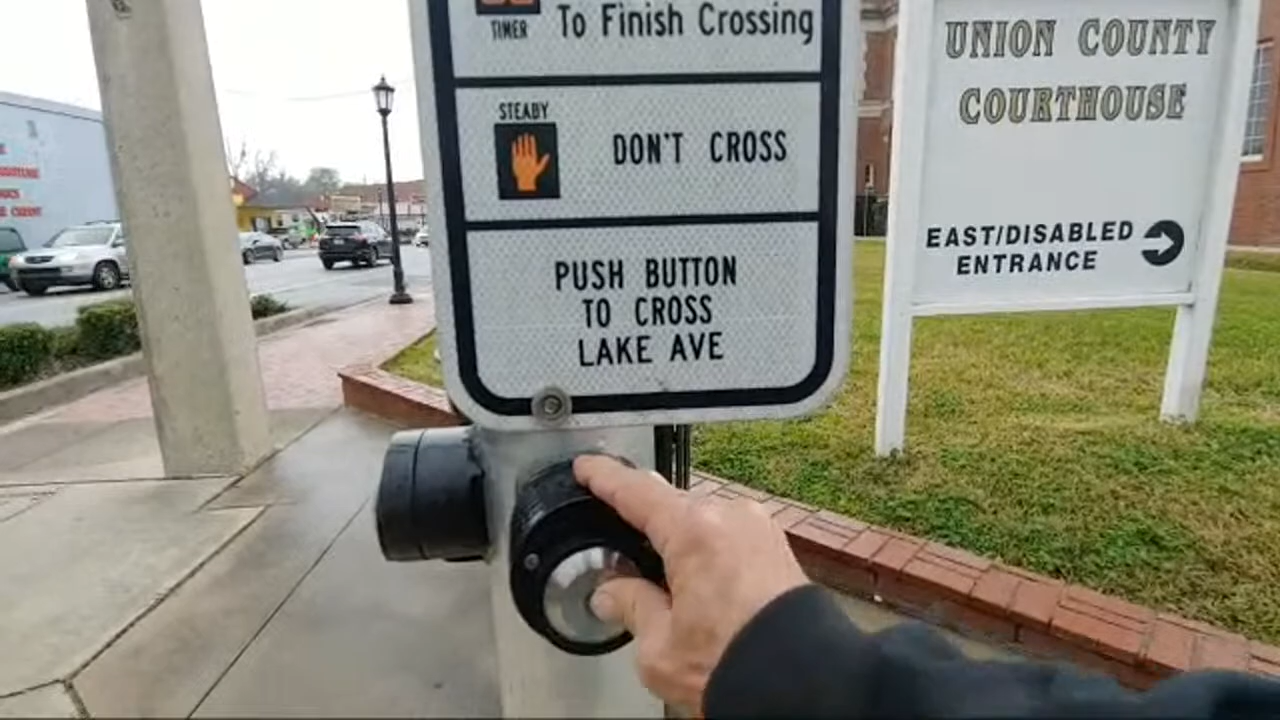 TIMER
To Finish Crossing
STEADY
DON'T CROSS
PUSH BUTTON
TO CROSS
LAKE AVE
UNION COUNTY
COURTHOUSE
EAST/DISABLED
ENTRANCE